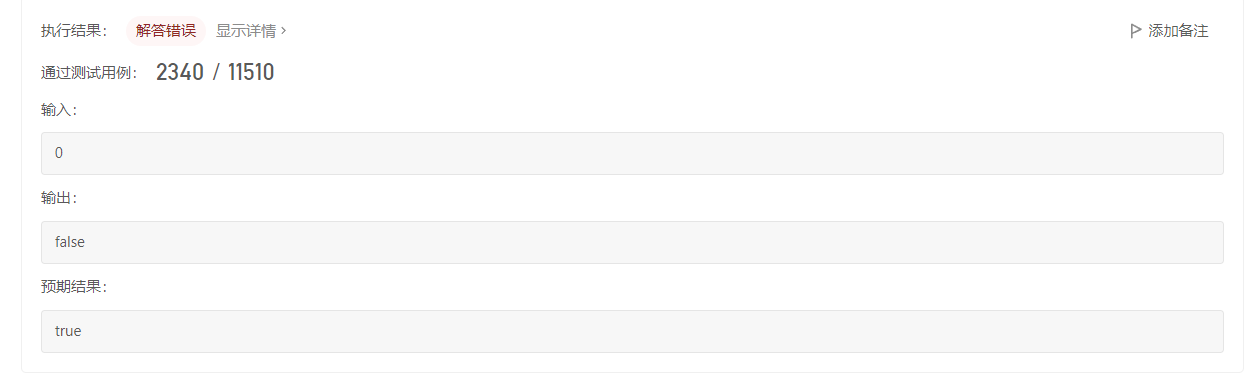 执行结果： 解答错误 显示详情 > 添加备注
通过测试用例： 2340 / 11510
输入：
0
输出：
false
预期结果：
true